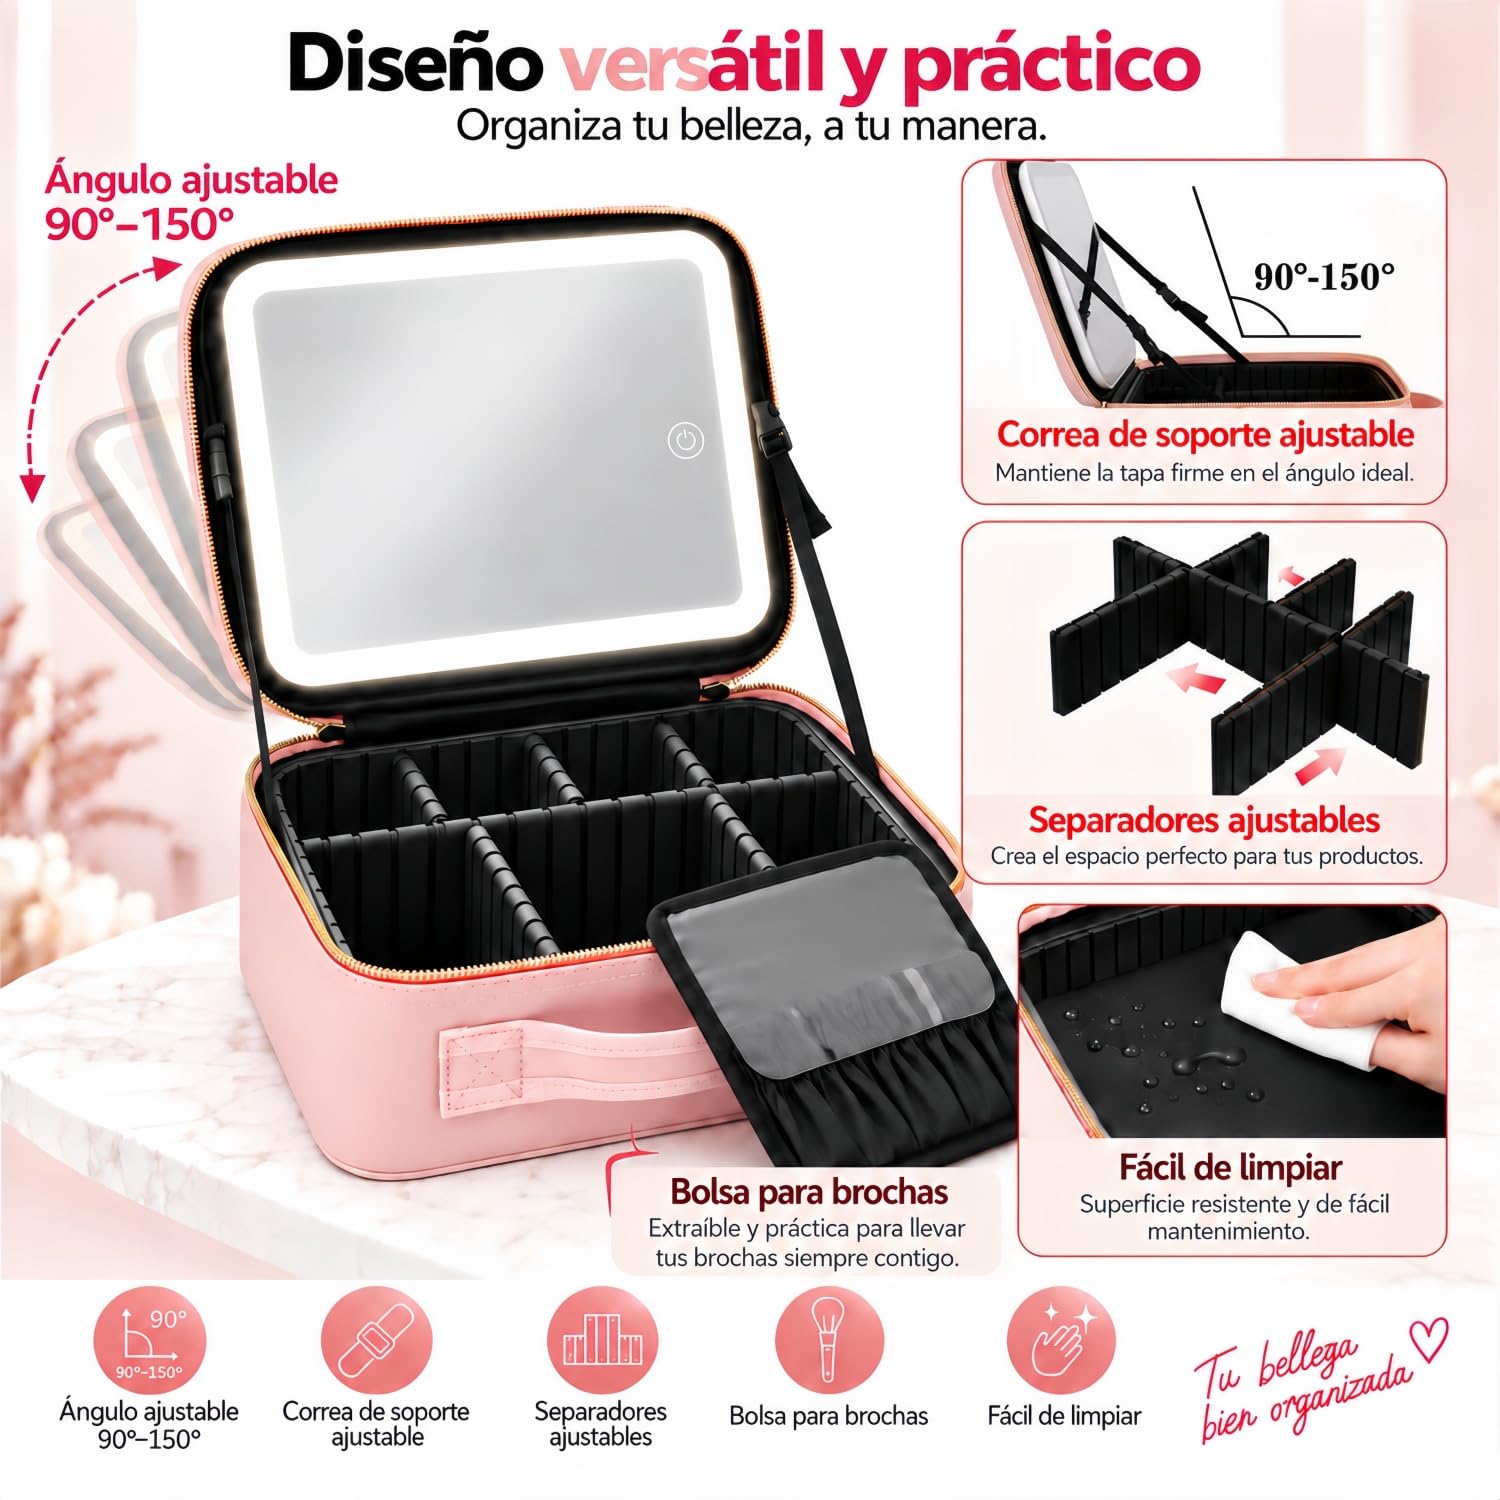 Diseño versátil y práctico
Organiza tu belleza, a tu manera.
Ángulo ajustable
90°–150°
90°-150°
Correa de soporte ajustable
Mantiene la tapa firme en el ángulo ideal.
Separadores ajustables
Crea el espacio perfecto para tus productos.
Fácil de limpiar
Superficie resistente y de fácil
mantenimiento.
Bolsa para brochas
Extraíble y práctica para llevar
tus brochas siempre contigo.
90°
90°–150°
Ángulo ajustable
90°–150°
Correa de soporte
ajustable
Separadores
ajustables
Bolsa para brochas
Fácil de limpiar
Tu bellega
bien organizada